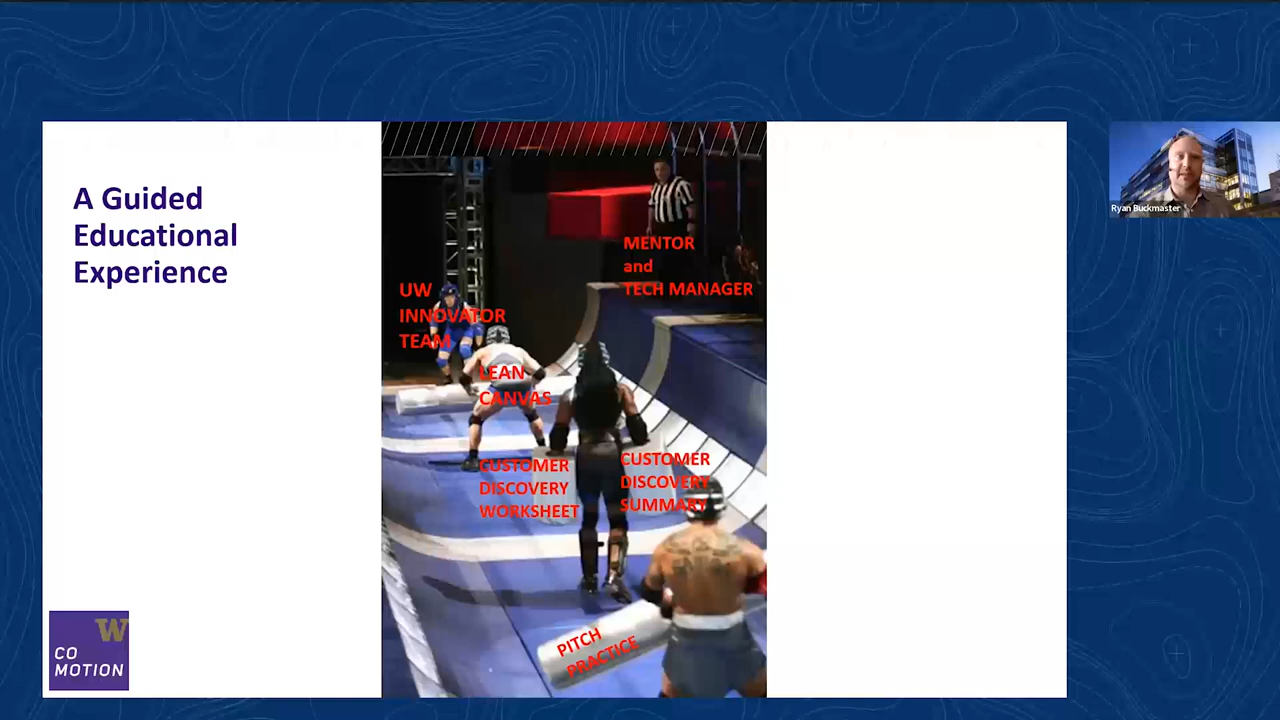 A Guided
Educational
Experience
MENTOR
and
TECH MANAGER
UW
INNOVATOR
TEAM
LEAN
CANVAS
CUSTOMER
DISCOVERY
WORKSHEET
CUSTOMER
DISCOVERY
SUMMARY
PITCH
PRACTICE
W
CO
MOTION
Ryan Buckmaster